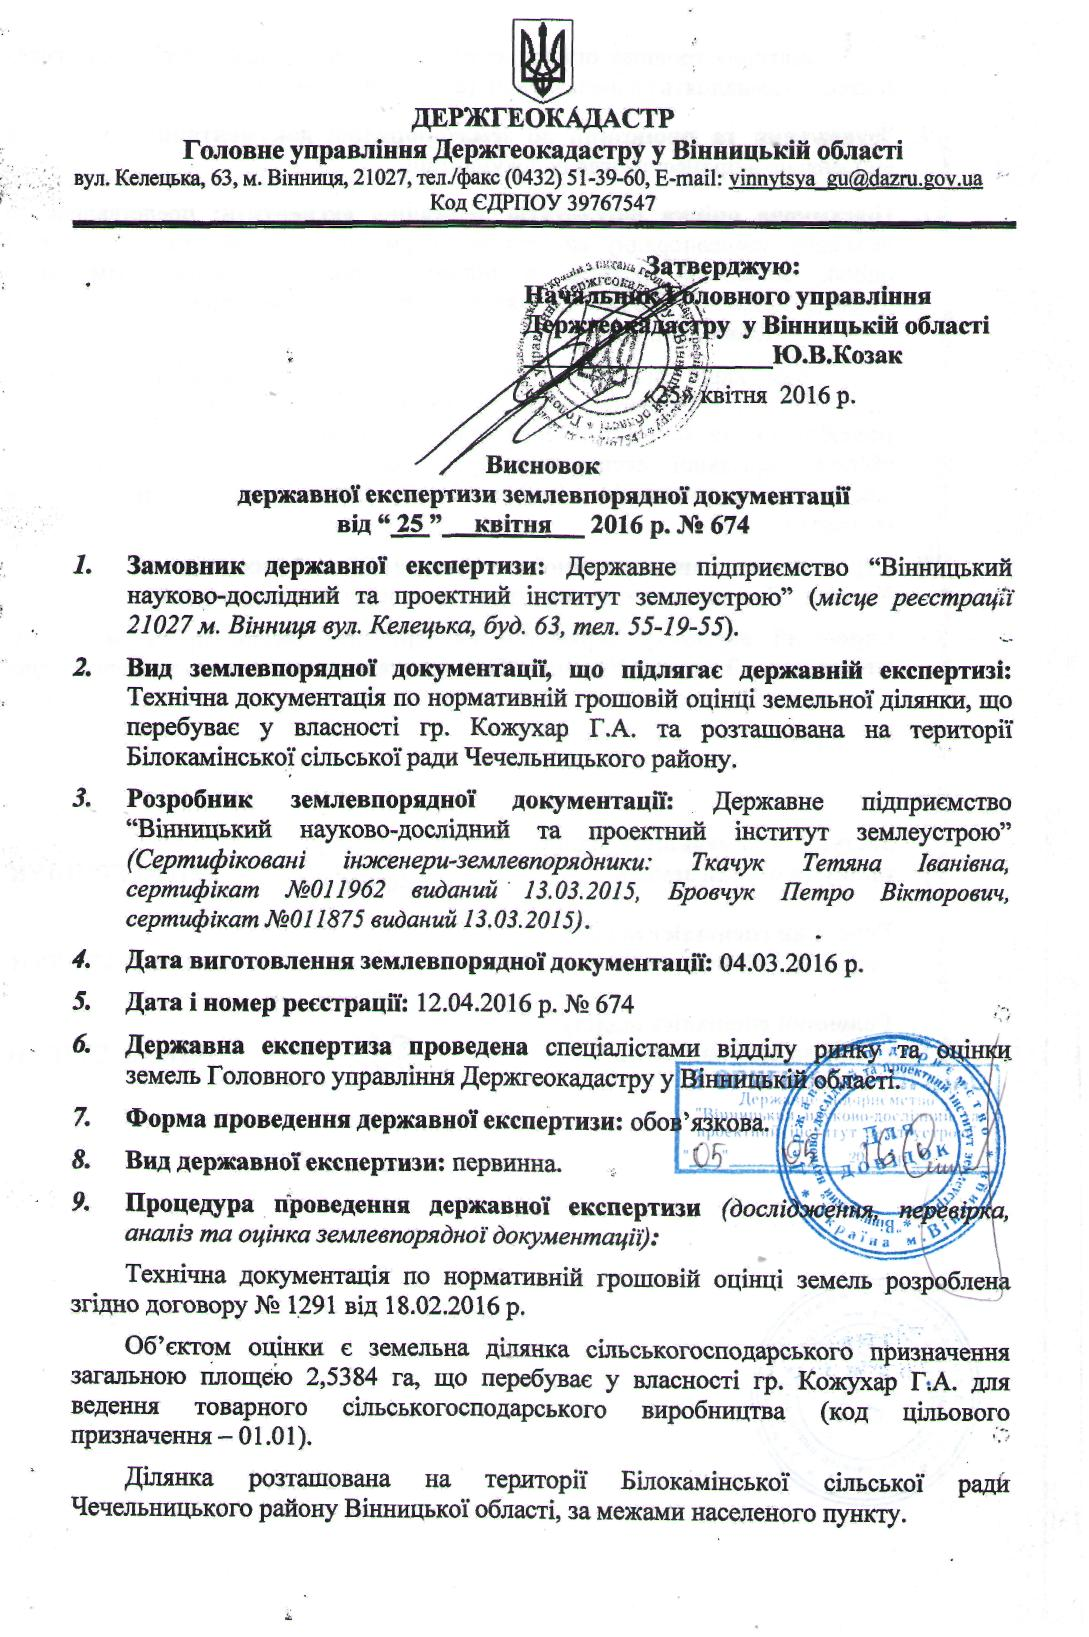 ДЕРЖГЕОКАДАСТР
Головне управління Держгеокадастру у Вінницькій області
вул. Келецька, 63, м. Вінниця, 21027, тел./факс (0432) 51-39-60, E-mail: vinnytsya_gu@dazru.gov.ua
Код ЄДРПОУ 39767547
Затверджую:
Начальник Головного управління
Держгеокадастру у Вінницькій області
Ю.В.Козак
«25» квітня 2016 р.
Висновок
державної експертизи землевпорядної документації
від “ 25 ” квітня 2016 р. № 674
1. Замовник державної експертизи: Державне підприємство “Вінницький
науково-дослідний та проектний інститут землеустрою” (місце реєстрації
21027 м. Вінниця вул. Келецька, буд. 63, тел. 55-19-55).
2. Вид землевпорядної документації, що підлягає державній експертизі:
Технічна документація по нормативній грошовій оцінці земельної ділянки, що
перебуває у власності гр. Кожухар Г.А. та розташована на території
Білокамінської сільської ради Чечельницького району.
3. Розробник землевпорядної документації: Державне підприємство
“Вінницький науково-дослідний та проектний інститут землеустрою”
(Сертифіковані інженери-землевпорядники: Ткачук Тетяна Іванівна,
сертифікат №011962 виданий 13.03.2015, Бровчук Петро Вікторович,
сертифікат №011875 виданий 13.03.2015).
4. Дата виготовлення землевпорядної документації: 04.03.2016 р.
5. Дата і номер реєстрації: 12.04.2016 р. № 674
6. Державна експертиза проведена спеціалістами відділу ринку та оцінки
земель Головного управління Держгеокадастру у Вінницькій області.
7. Форма проведення державної експертизи: обов’язкова.
8. Вид державної експертизи: первинна.
Для
довідок
9. Процедура проведення державної експертизи (дослідження, перевірка,
аналіз та оцінка землевпорядної документації):
Технічна документація по нормативній грошовій оцінці земель розроблена
згідно договору № 1291 від 18.02.2016 р.
Об’єктом оцінки є земельна ділянка сільськогосподарського призначення
загальною площею 2,5384 га, що перебуває у власності гр. Кожухар Г.А. для
ведення товарного сільськогосподарського виробництва (код цільового
призначення – 01.01).
Ділянка розташована на території Білокамінської сільської ради
Чечельницького району Вінницької області, за межами населеного пункту.